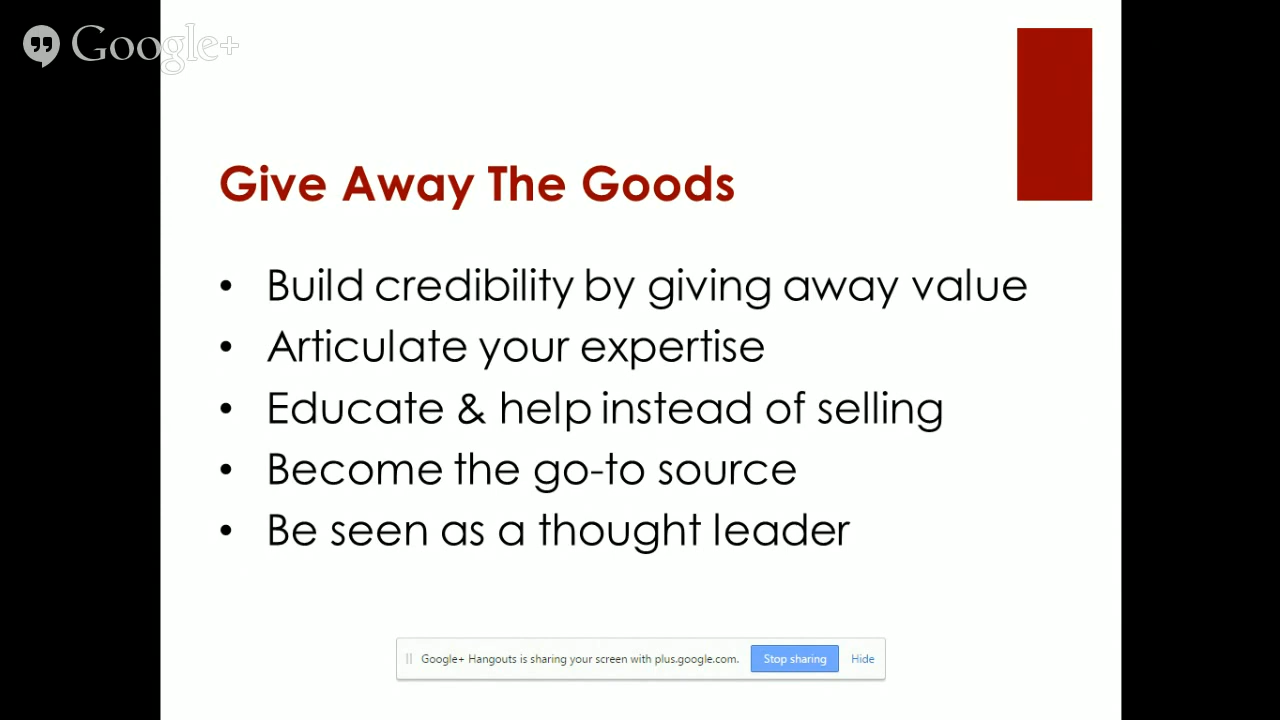 Google+
Give Away The Goods
• Build credibility by giving away value
• Articulate your expertise
• Educate & help instead of selling
• Become the go-to source
• Be seen as a thought leader
Google+ Hangouts is sharing your screen with plus.google.com. Stop sharing Hide